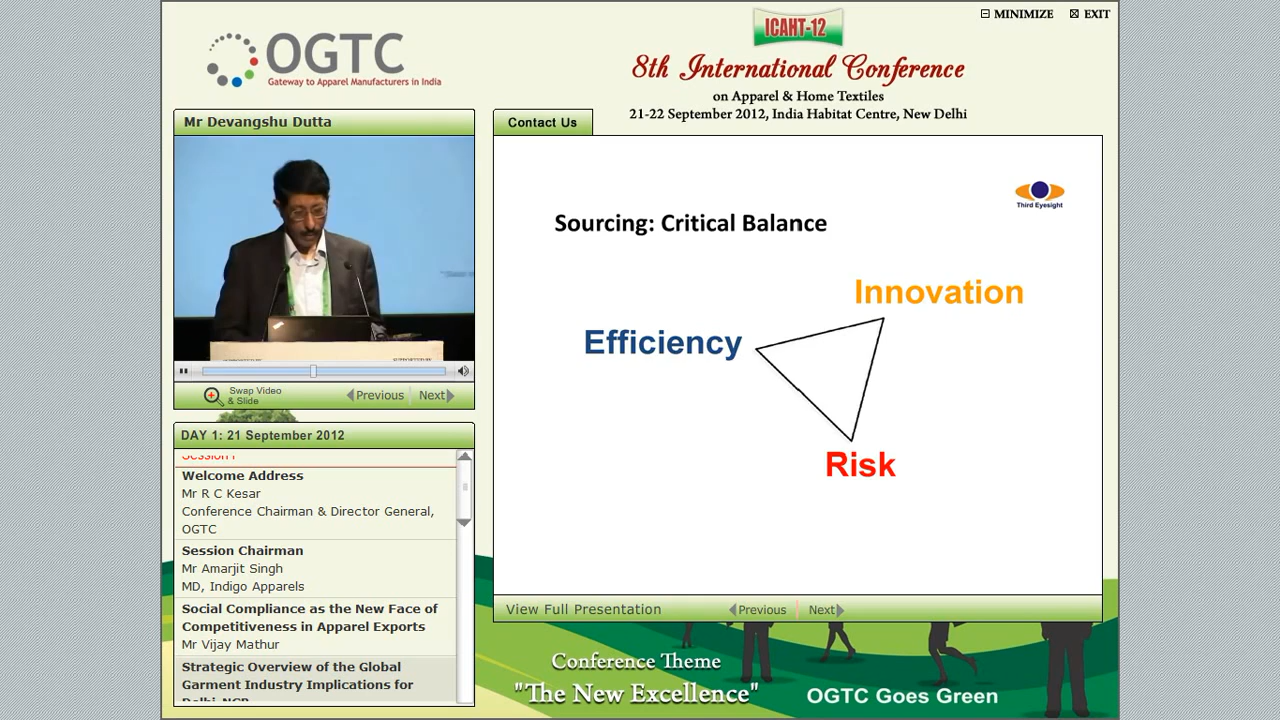 MINIMIZE EXIT
ICAHT-12
OGTC
Gateway to Apparel Manufacturers in India
8th International Conference
on Apparel & Home Textiles
21-22 September 2012, India Habitat Centre, New Delhi
Mr Devangshu Dutta
Contact Us
Third Eyesight
Sourcing: Critical Balance
Innovation
Efficiency
Risk
Swap Video
& Slide
Previous Next
DAY 1: 21 September 2012
Session I
Welcome Address
Mr R C Kesar
Conference Chairman & Director General,
OGTC
Session Chairman
Mr Amarjit Singh
MD, Indigo Apparels
Social Compliance as the New Face of
Competitiveness in Apparel Exports
Mr Vijay Mathur
Strategic Overview of the Global
Garment Industry Implications for
Delhi-NCR
View Full Presentation Previous Next
Conference Theme
"The New Excellence"
OGTC Goes Green